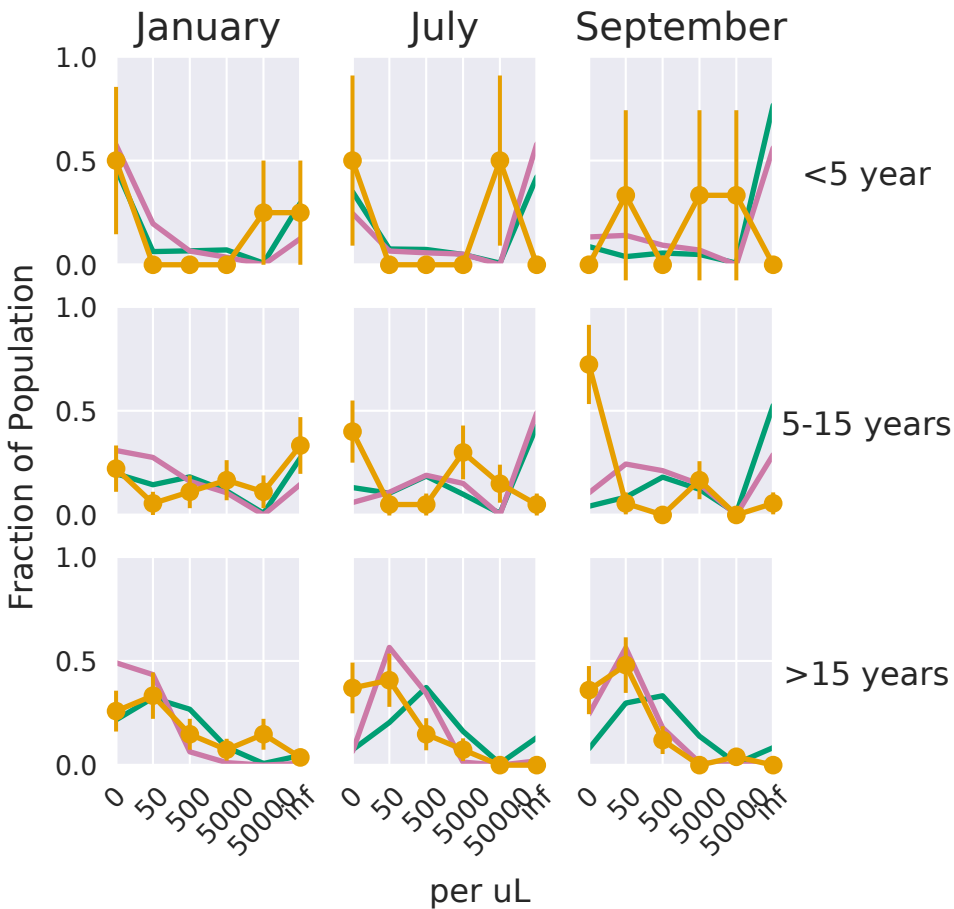 January July September
1.0
0.5
0.0
<5 year
1.0
0.5
0.0
5-15 years
1.0
0.5
0.0
>15 years
Fraction of Population
0 50 500 5000 50000 inf
0 50 500 5000 50000 inf
0 50 500 5000 50000 inf
per uL